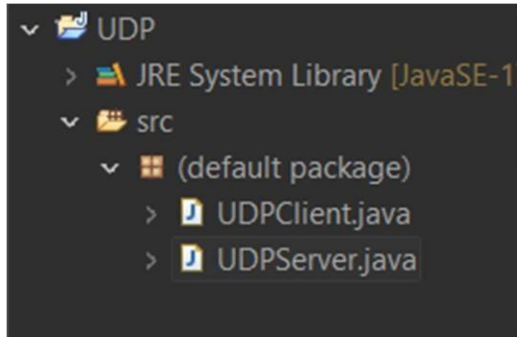 UDP
JRE System Library [JavaSE-1
src
(default package)
UDPClient.java
UDPServer.java